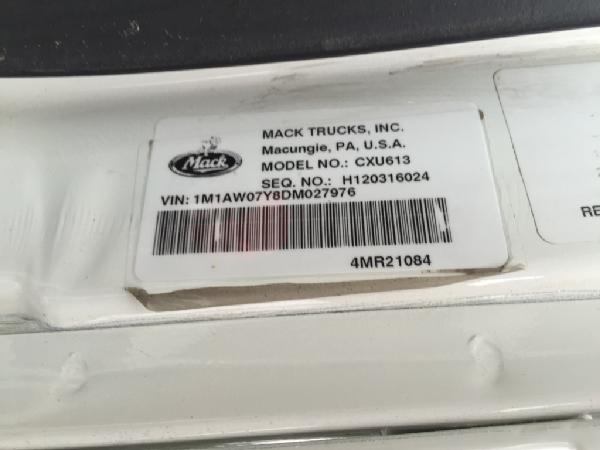 MACK TRUCKS, INC.
Macungie, PA, U.S.A.
Mack
MODEL NO.: CXU613
SEQ. NO.: H120316024
VIN: 1M1AW07Y8DM027976
4MR21084
RE